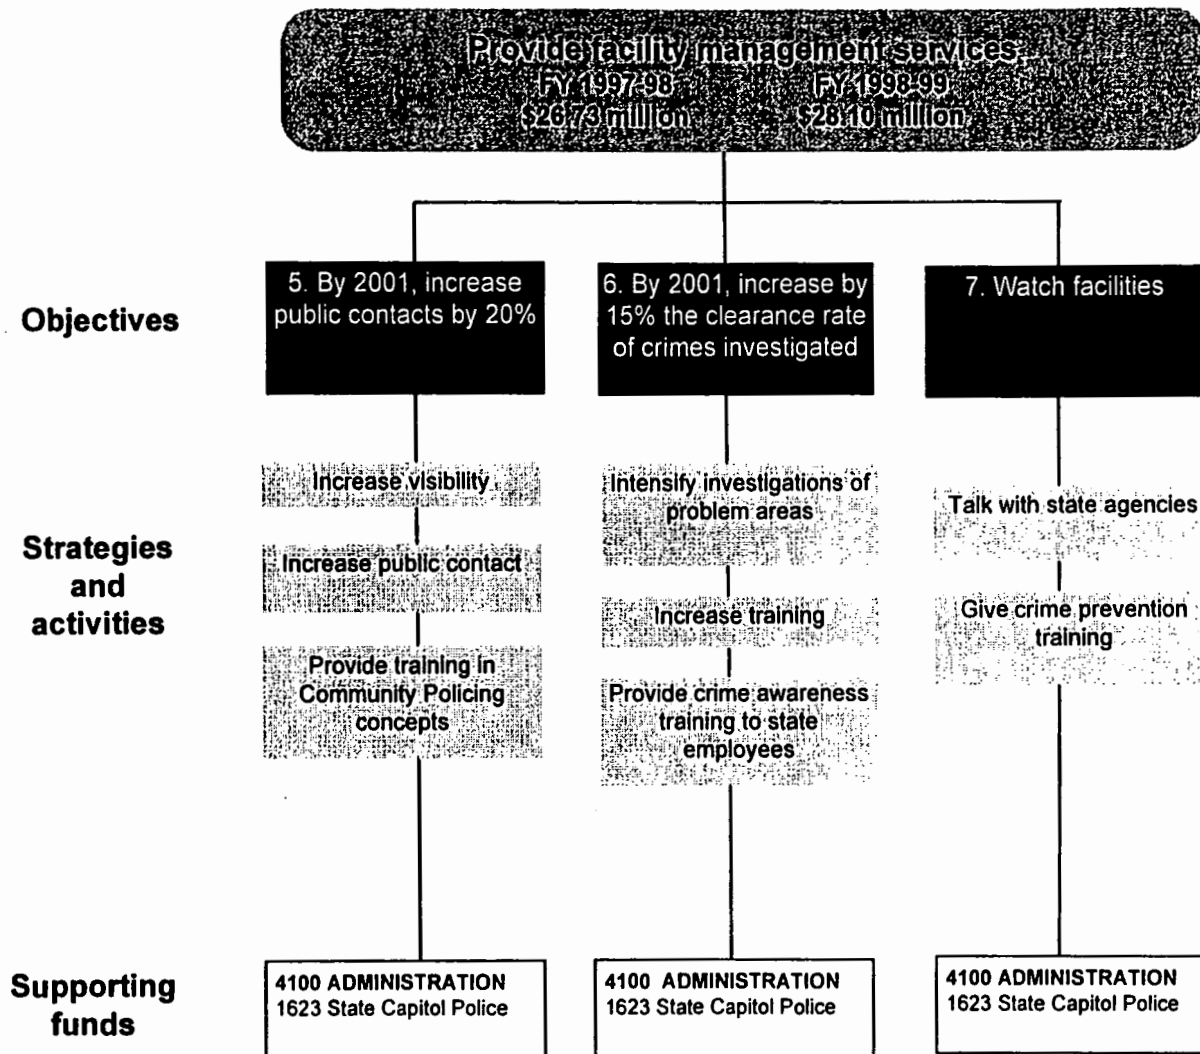 Provide facility management services
FY 1997-98 FY 1998-99
$26.73 million $28.10 million
Objectives
5. By 2001, increase
public contacts by 20%
6. By 2001, increase by
15% the clearance rate
of crimes investigated
7. Watch facilities
Strategies
and
activities
Increase visibility
Increase public contact
Provide training in
Community Policing
concepts
Intensify investigations of
problem areas
Increase training
Provide crime awareness
training to state
employees
Talk with state agencies
Give crime prevention
training
Supporting
funds
4100 ADMINISTRATION
1623 State Capitol Police
4100 ADMINISTRATION
1623 State Capitol Police
4100 ADMINISTRATION
1623 State Capitol Police